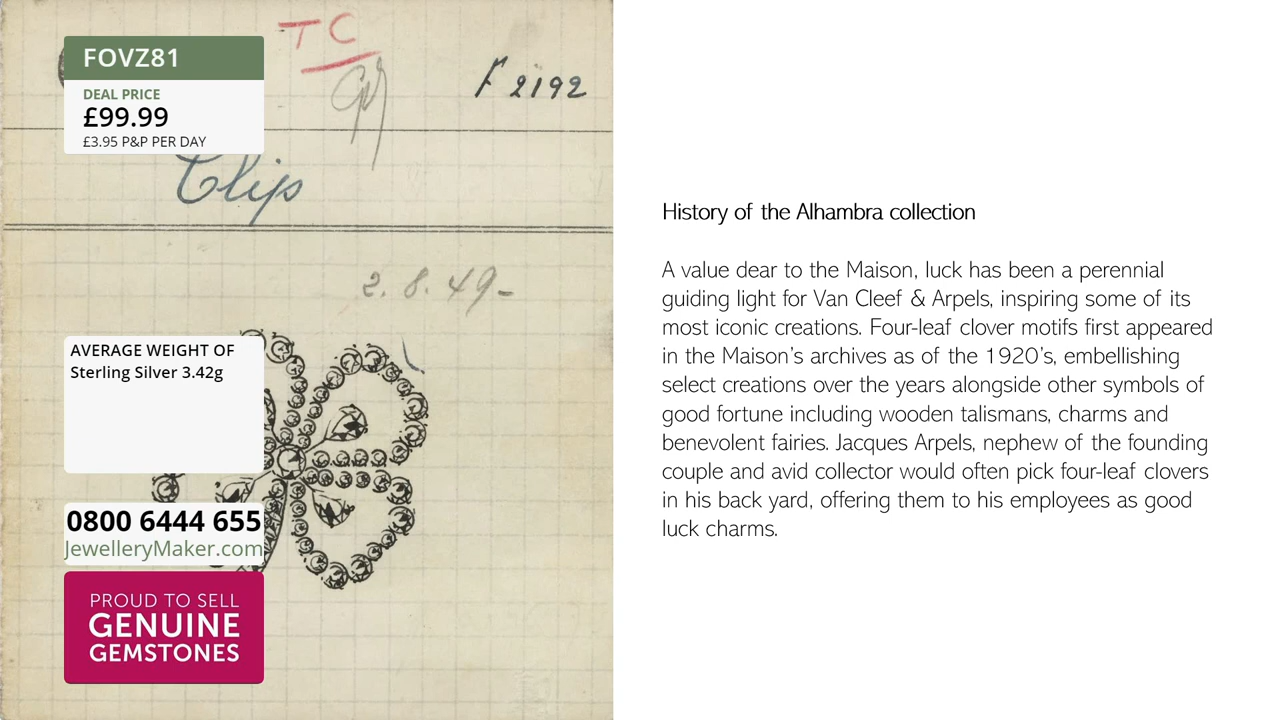 TC
F 2192
FOVZ81
DEAL PRICE
£99.99
£3.95 P&P PER DAY
Clip
2.8.49-
AVERAGE WEIGHT OF
Sterling Silver 3.42g
0800 6444 655
JewelleryMaker.com
PROUD TO SELL
GENUINE
GEMSTONES
History of the Alhambra collection
A value dear to the Maison, luck has been a perennial
guiding light for Van Cleef & Arpels, inspiring some of its
most iconic creations. Four-leaf clover motifs first appeared
in the Maison's archives as of the 1920's, embellishing
select creations over the years alongside other symbols of
good fortune including wooden talismans, charms and
benevolent fairies. Jacques Arpels, nephew of the founding
couple and avid collector would often pick four-leaf clovers
in his back yard, offering them to his employees as good
luck charms.